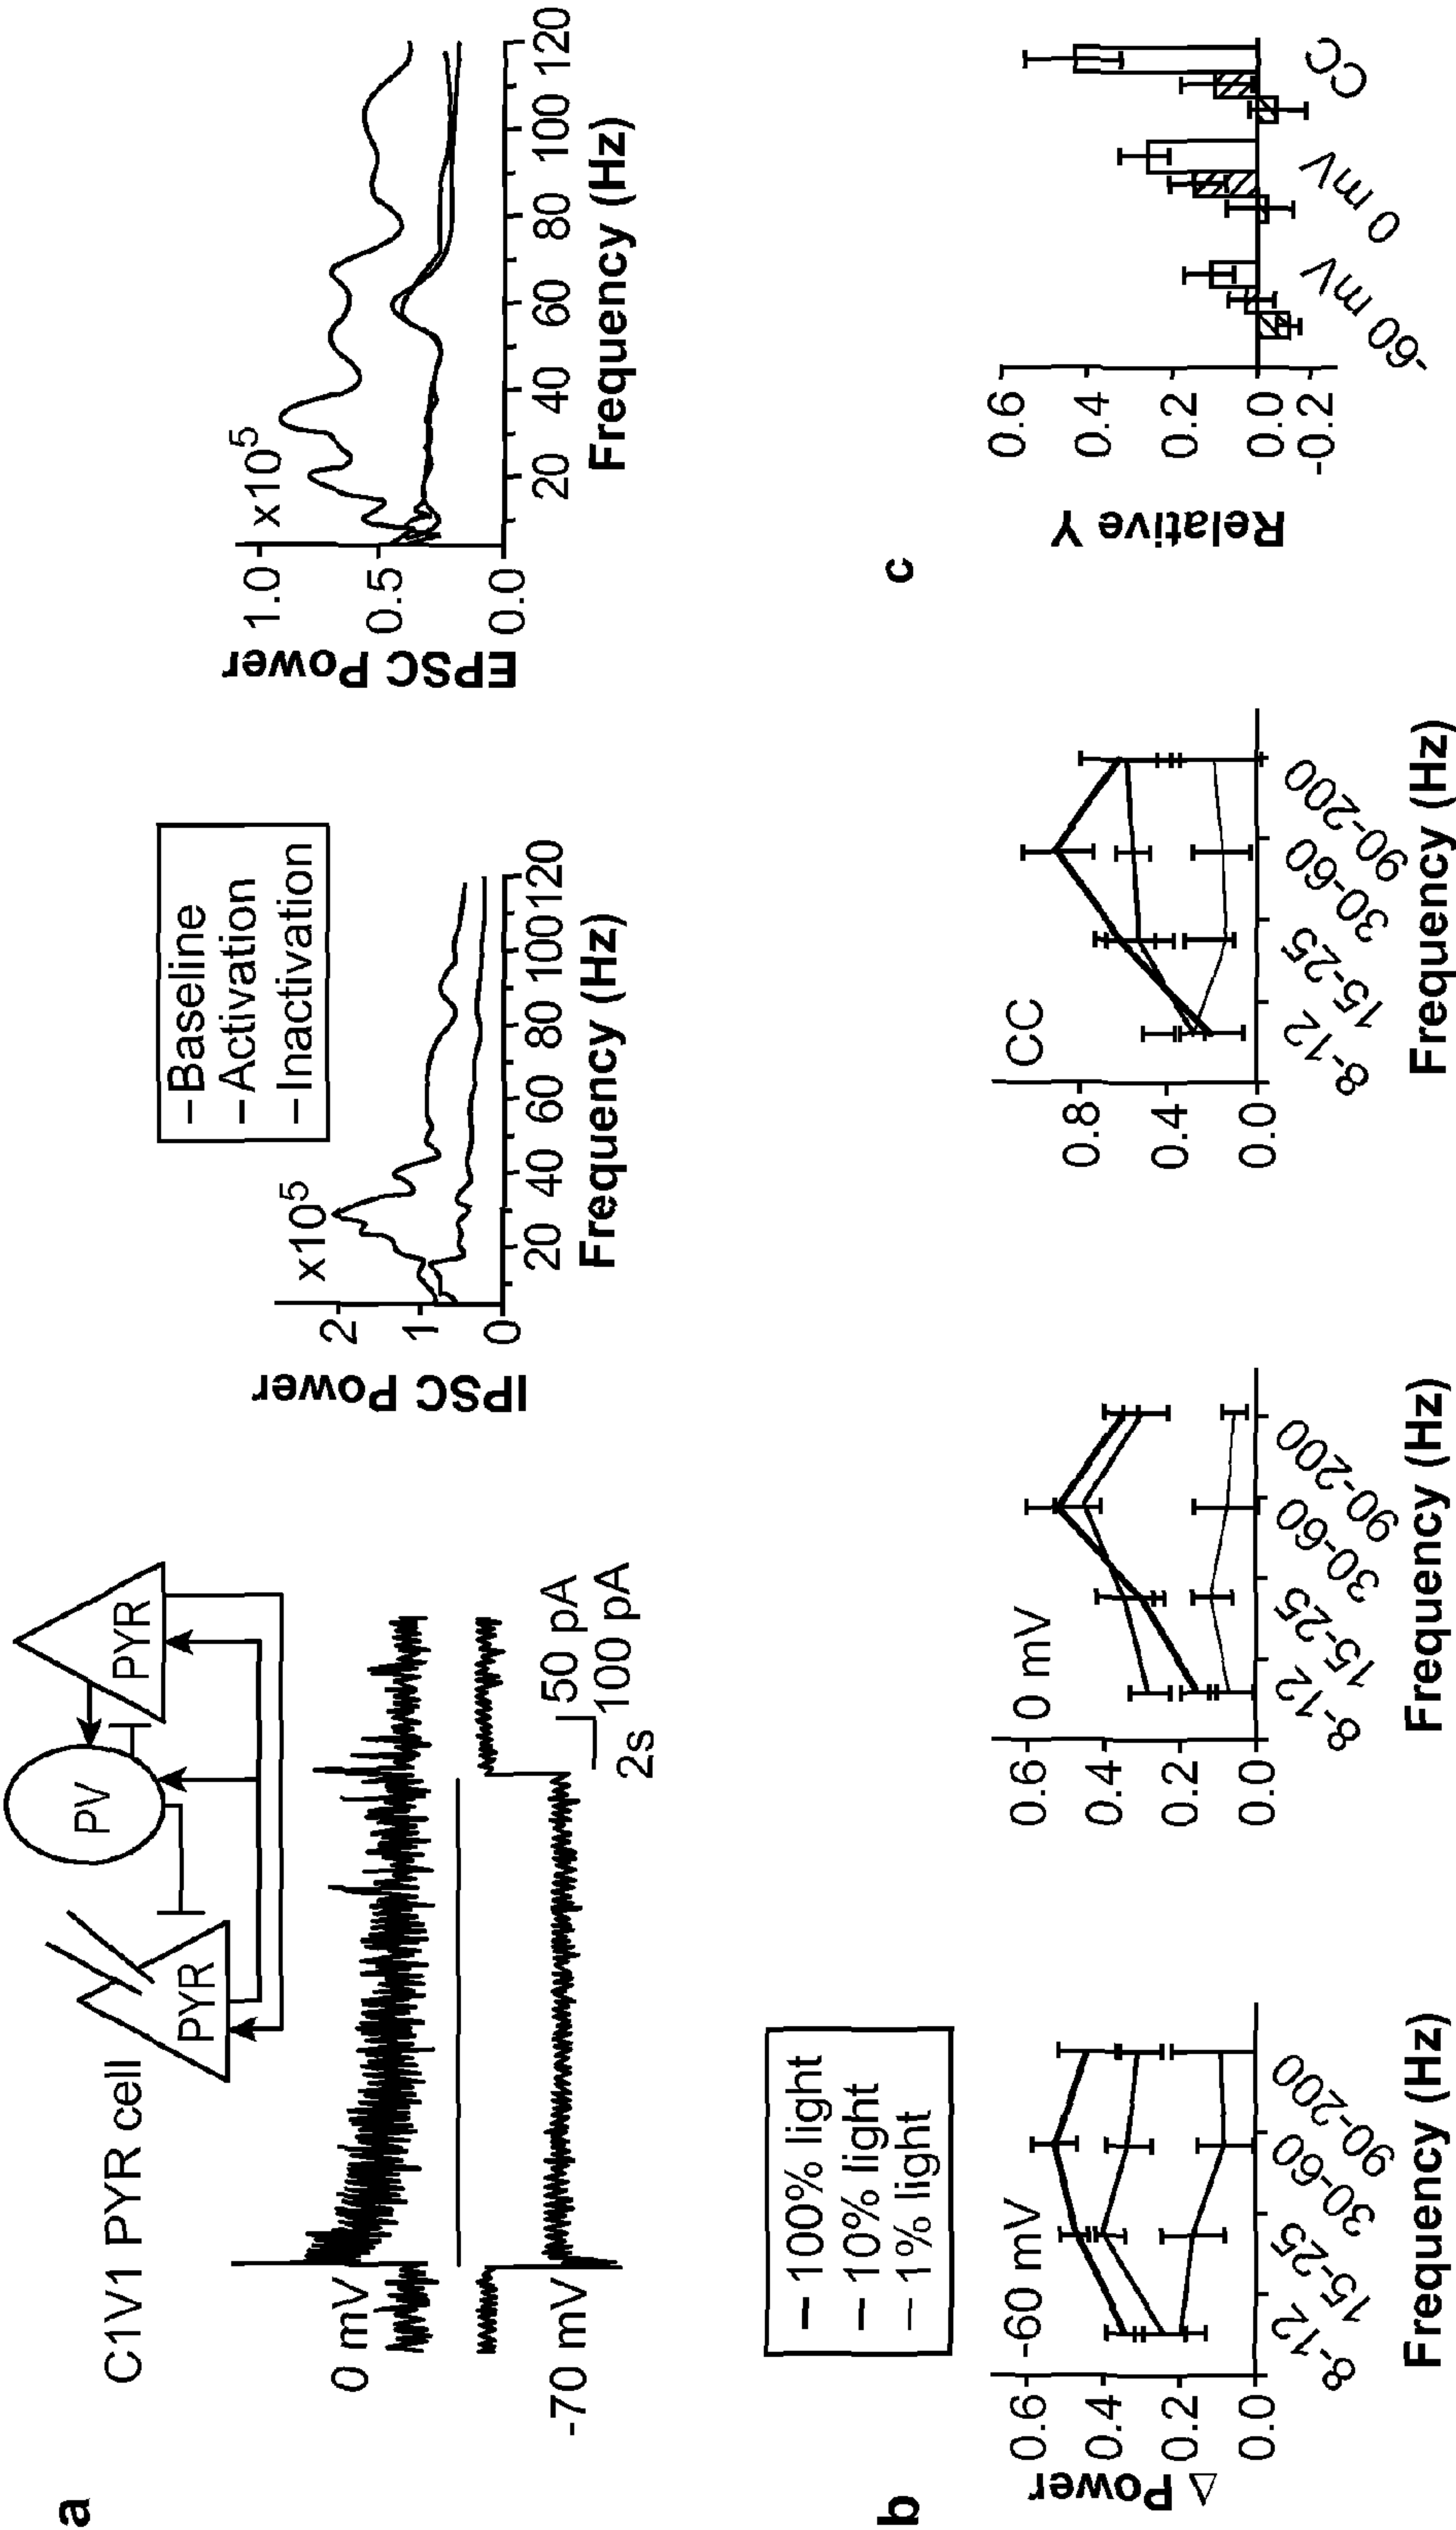 a
C1V1 PYR cell
PYR
PV
PYR
0 mV
-70 mV
50 pA
100 pA
2s
– Baseline
– Activation
– Inactivation
IPSC Power
x10⁵
2
1
0
20 40 60 80 100 120
Frequency (Hz)
EPSC Power
x10⁵
1.0
0.5
0.0
20 40 60 80 100 120
Frequency (Hz)
b
– 100% light
– 10% light
– 1% light
Δ Power
-60 mV
0.6
0.4
0.2
0.0
8-12 15-25 30-60 90-200
Frequency (Hz)
0 mV
0.6
0.4
0.2
0.0
8-12 15-25 30-60 90-200
Frequency (Hz)
CC
0.8
0.4
0.0
8-12 15-25 30-60 90-200
Frequency (Hz)
c
Relative Y
0.6
0.4
0.2
0.0
-0.2
-60 mV 0 mV CC